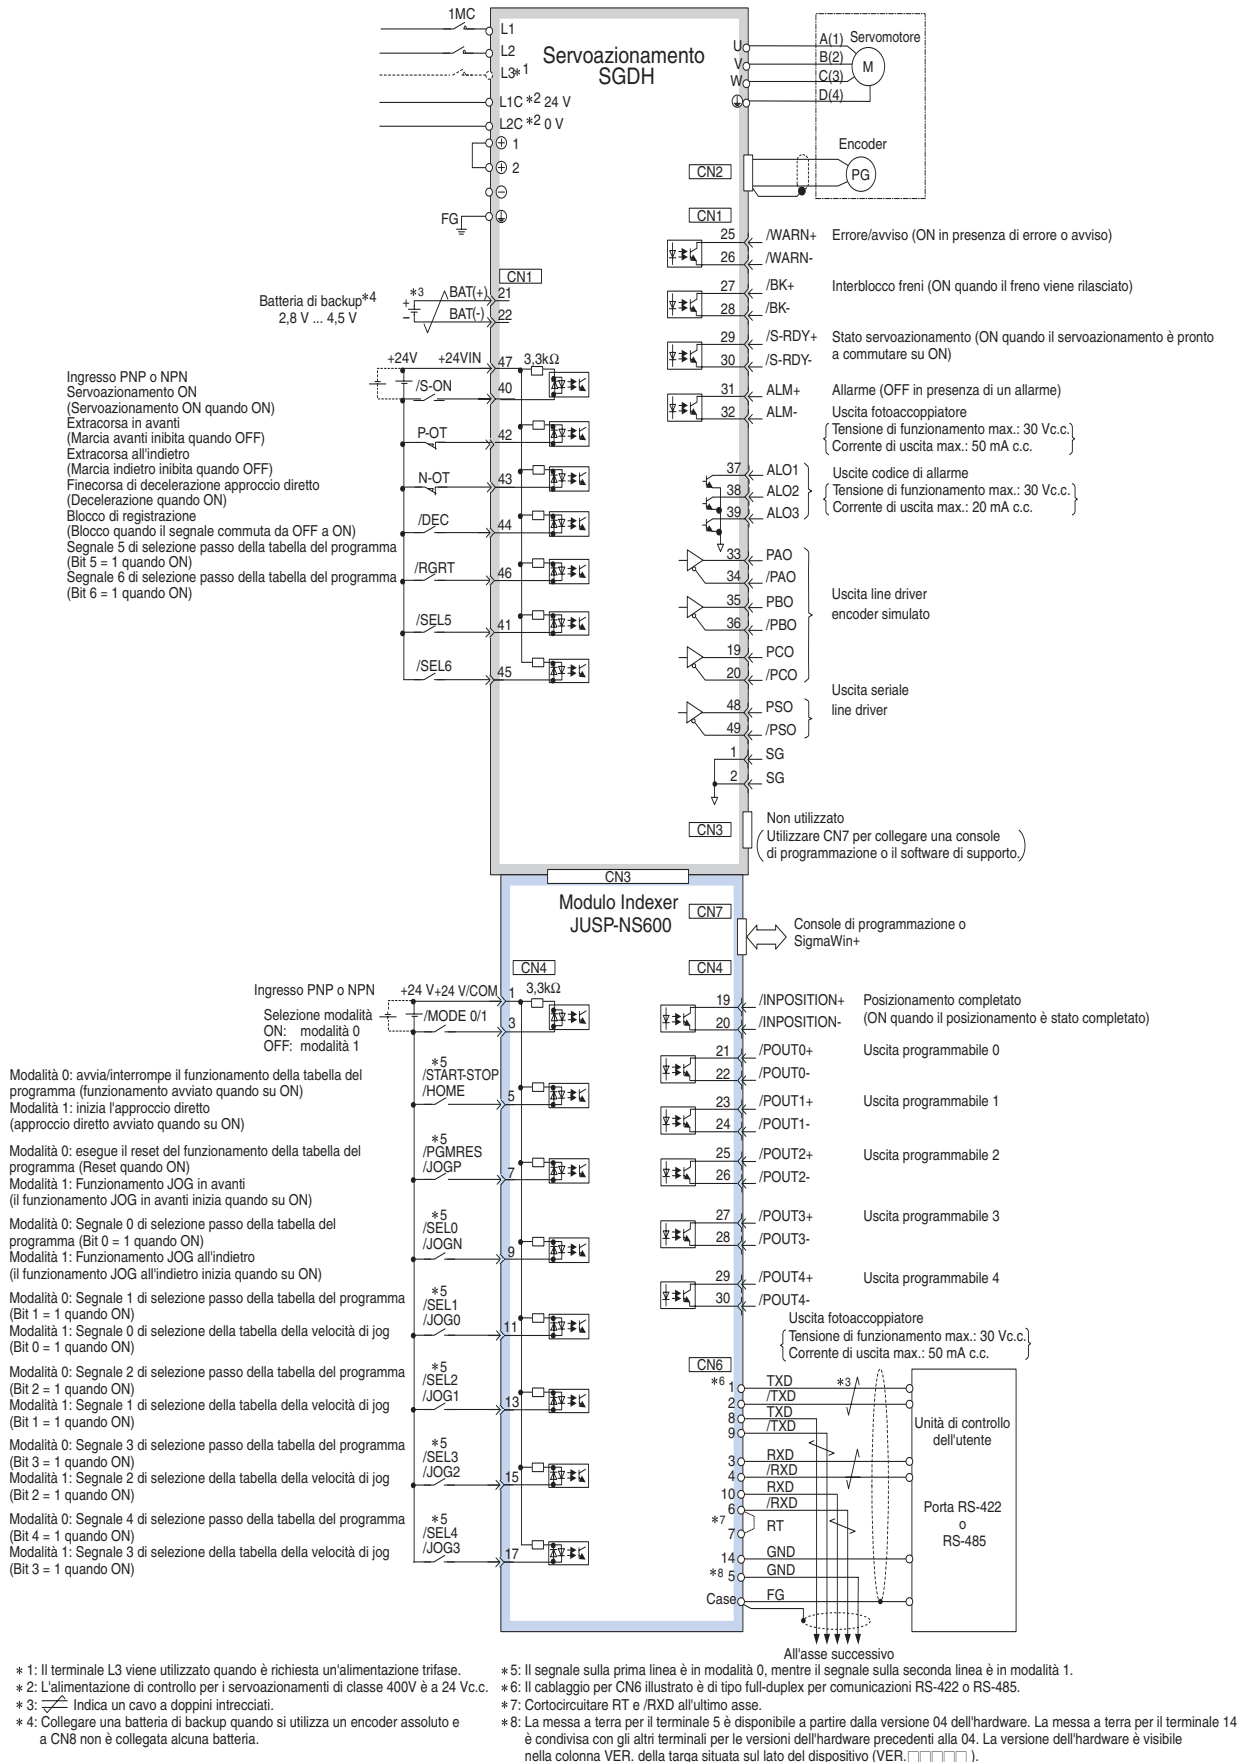 1MC
L1
L2
L3*1
L1C *2 24 V
L2C *2 0 V
⊕ 1
⊕ 2
⊖
FG
Servoazionamento
SGDH
U
V
W
A(1)
B(2)
C(3)
D(4)
Servomotore
M
Encoder
PG
CN2
CN1
25 /WARN+ Errore/avviso (ON in presenza di errore o avviso)
26 /WARN-
27 /BK+ Interblocco freni (ON quando il freno viene rilasciato)
28 /BK-
29 /S-RDY+ Stato servoazionamento (ON quando il servoazionamento è pronto
a commutare su ON)
30 /S-RDY-
31 ALM+ Allarme (OFF in presenza di un allarme)
32 ALM- Uscita fotoaccoppiatore
Tensione di funzionamento max.: 30 Vc.c.
Corrente di uscita max.: 50 mA c.c.
37 ALO1 Uscite codice di allarme
38 ALO2 Tensione di funzionamento max.: 30 Vc.c.
39 ALO3 Corrente di uscita max.: 20 mA c.c.
33 PAO
34 /PAO
35 PBO
36 /PBO
19 PCO
20 /PCO
Uscita line driver
encoder simulato
48 PSO
49 /PSO
Uscita seriale
line driver
1 SG
2 SG
CN3
Non utilizzato
(Utilizzare CN7 per collegare una console
di programmazione o il software di supporto.)
CN1
Batteria di backup*4
2,8 V ... 4,5 V
*3
+
–
BAT(+) 21
BAT(-) 22
+24V +24VIN 47 3,3kΩ
/S-ON 40
P-OT 42
N-OT 43
/DEC 44
/RGRT 46
/SEL5 41
/SEL6 45
Ingresso PNP o NPN
Servoazionamento ON
(Servoazionamento ON quando ON)
Extracorsa in avanti
(Marcia avanti inibita quando OFF)
Extracorsa all'indietro
(Marcia indietro inibita quando OFF)
Finecorsa di decelerazione approccio diretto
(Decelerazione quando ON)
Blocco di registrazione
(Blocco quando il segnale commuta da OFF a ON)
Segnale 5 di selezione passo della tabella del programma
(Bit 5 = 1 quando ON)
Segnale 6 di selezione passo della tabella del programma
(Bit 6 = 1 quando ON)
CN3
Modulo Indexer
JUSP-NS600
CN7
Console di programmazione o
SigmaWin+
CN4
CN4
Ingresso PNP o NPN
+24 V +24 V/COM 1 3,3kΩ
Selezione modalità
ON: modalità 0
OFF: modalità 1
/MODE 0/1 3
Modalità 0: avvia/interrompe il funzionamento della tabella del
programma (funzionamento avviato quando su ON)
Modalità 1: inizia l'approccio diretto
(approccio diretto avviato quando su ON)
*5
/START-STOP
/HOME 5
Modalità 0: esegue il reset del funzionamento della tabella del
programma (Reset quando ON)
Modalità 1: Funzionamento JOG in avanti
(il funzionamento JOG in avanti inizia quando su ON)
*5
/PGMRES
/JOGP 7
Modalità 0: Segnale 0 di selezione passo della tabella del
programma (Bit 0 = 1 quando ON)
Modalità 1: Funzionamento JOG all'indietro
(il funzionamento JOG all'indietro inizia quando su ON)
*5
/SEL0
/JOGN 9
Modalità 0: Segnale 1 di selezione passo della tabella del programma
(Bit 1 = 1 quando ON)
Modalità 1: Segnale 0 di selezione della tabella della velocità di jog
(Bit 0 = 1 quando ON)
*5
/SEL1
/JOG0 11
Modalità 0: Segnale 2 di selezione passo della tabella del programma
(Bit 2 = 1 quando ON)
Modalità 1: Segnale 1 di selezione della tabella della velocità di jog
(Bit 1 = 1 quando ON)
*5
/SEL2
/JOG1 13
Modalità 0: Segnale 3 di selezione passo della tabella del programma
(Bit 3 = 1 quando ON)
Modalità 1: Segnale 2 di selezione della tabella della velocità di jog
(Bit 2 = 1 quando ON)
*5
/SEL3
/JOG2 15
Modalità 0: Segnale 4 di selezione passo della tabella del programma
(Bit 4 = 1 quando ON)
Modalità 1: Segnale 3 di selezione della tabella della velocità di jog
(Bit 3 = 1 quando ON)
*5
/SEL4
/JOG3 17
19 /INPOSITION+ Posizionamento completato
20 /INPOSITION- (ON quando il posizionamento è stato completato)
21 /POUT0+ Uscita programmabile 0
22 /POUT0-
23 /POUT1+ Uscita programmabile 1
24 /POUT1-
25 /POUT2+ Uscita programmabile 2
26 /POUT2-
27 /POUT3+ Uscita programmabile 3
28 /POUT3-
29 /POUT4+ Uscita programmabile 4
30 /POUT4-
Uscita fotoaccoppiatore
Tensione di funzionamento max.: 30 Vc.c.
Corrente di uscita max.: 50 mA c.c.
CN6
*6 1 TXD *3
2 /TXD
8 TXD
9 /TXD
3 RXD
4 /RXD
10 RXD
6 /RXD
*7
7 RT
14 GND
*8 5 GND
Case FG
Unità di controllo
dell'utente
Porta RS-422
o
RS-485
All'asse successivo
* 1: Il terminale L3 viene utilizzato quando è richiesta un'alimentazione trifase.
* 2: L'alimentazione di controllo per i servoazionamenti di classe 400V è a 24 Vc.c.
* 3: Indica un cavo a doppini intrecciati.
* 4: Collegare una batteria di backup quando si utilizza un encoder assoluto e
a CN8 non è collegata alcuna batteria.
*5: Il segnale sulla prima linea è in modalità 0, mentre il segnale sulla seconda linea è in modalità 1.
*6: Il cablaggio per CN6 illustrato è di tipo full-duplex per comunicazioni RS-422 o RS-485.
*7: Cortocircuitare RT e /RXD all'ultimo asse.
*8: La messa a terra per il terminale 5 è disponibile a partire dalla versione 04 dell'hardware. La messa a terra per il terminale 14
è condivisa con gli altri terminali per le versioni dell'hardware precedenti alla 04. La versione dell'hardware è visibile
nella colonna VER. della targa situata sul lato del dispositivo (VER.□□□□□ ).